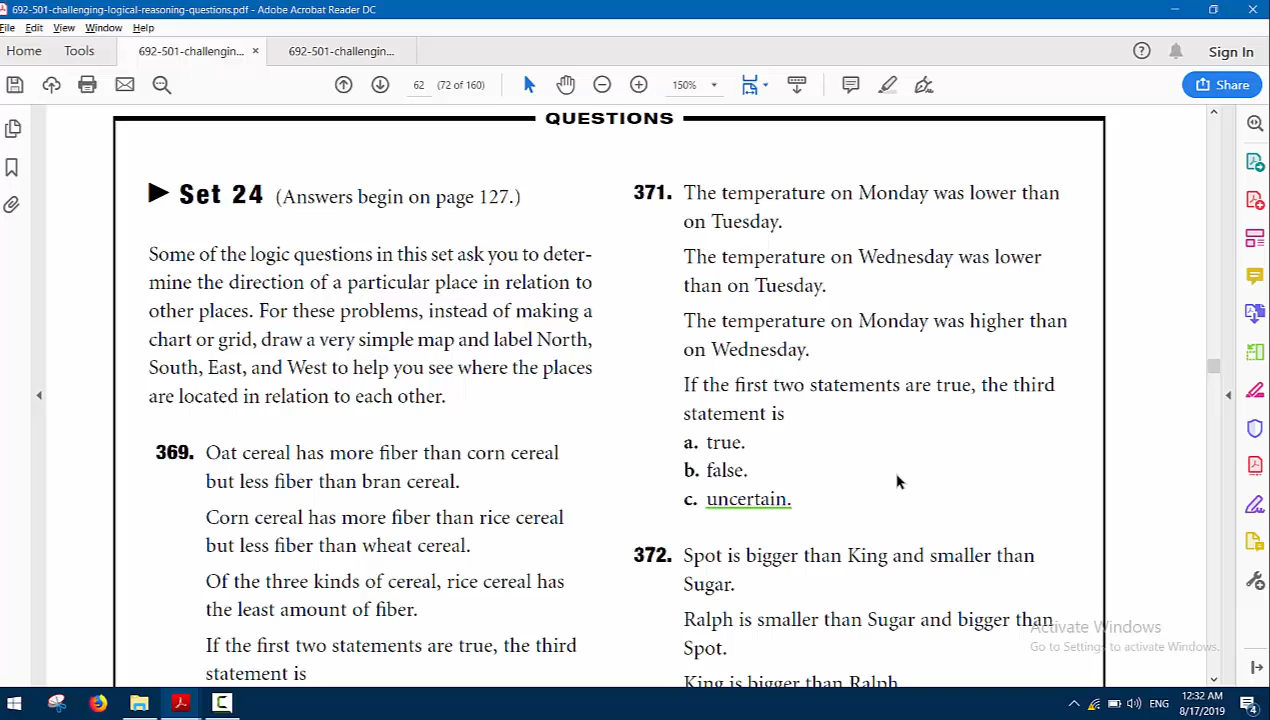 692-501-challenging-logical-reasoning-questions.pdf - Adobe Acrobat Reader DC
File Edit View Window Help
Home Tools 692-501-challengin... × 692-501-challengin... Sign In
62 (72 of 160) 150% Share
QUESTIONS
Set 24 (Answers begin on page 127.)
Some of the logic questions in this set ask you to deter-
mine the direction of a particular place in relation to
other places. For these problems, instead of making a
chart or grid, draw a very simple map and label North,
South, East, and West to help you see where the places
are located in relation to each other.
369. Oat cereal has more fiber than corn cereal
but less fiber than bran cereal.
Corn cereal has more fiber than rice cereal
but less fiber than wheat cereal.
Of the three kinds of cereal, rice cereal has
the least amount of fiber.
If the first two statements are true, the third
statement is
371. The temperature on Monday was lower than
on Tuesday.
The temperature on Wednesday was lower
than on Tuesday.
The temperature on Monday was higher than
on Wednesday.
If the first two statements are true, the third
statement is
a. true.
b. false.
c. uncertain.
372. Spot is bigger than King and smaller than
Sugar.
Ralph is smaller than Sugar and bigger than
Spot.
King is bigger than Ralph
Activate Windows
Go to Settings to activate Windows.
ENG
12:32 AM
8/17/2019
4